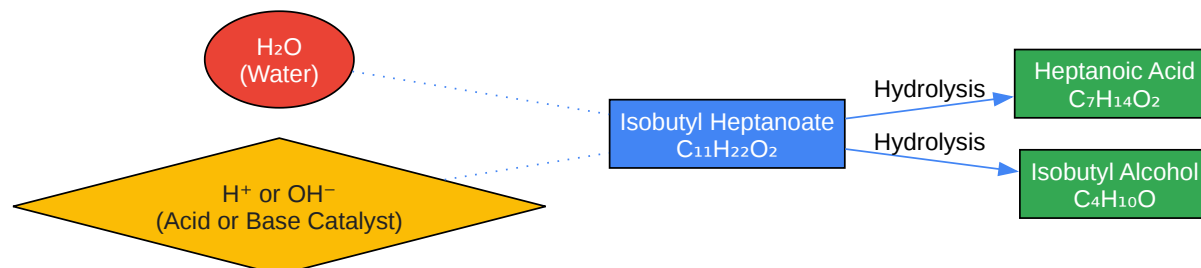 H₂O
(Water)
H⁺ or OH⁻
(Acid or Base Catalyst)
Isobutyl Heptanoate
C₁₁H₂₂O₂
Hydrolysis
Hydrolysis
Heptanoic Acid
C₇H₁₄O₂
Isobutyl Alcohol
C₄H₁₀O